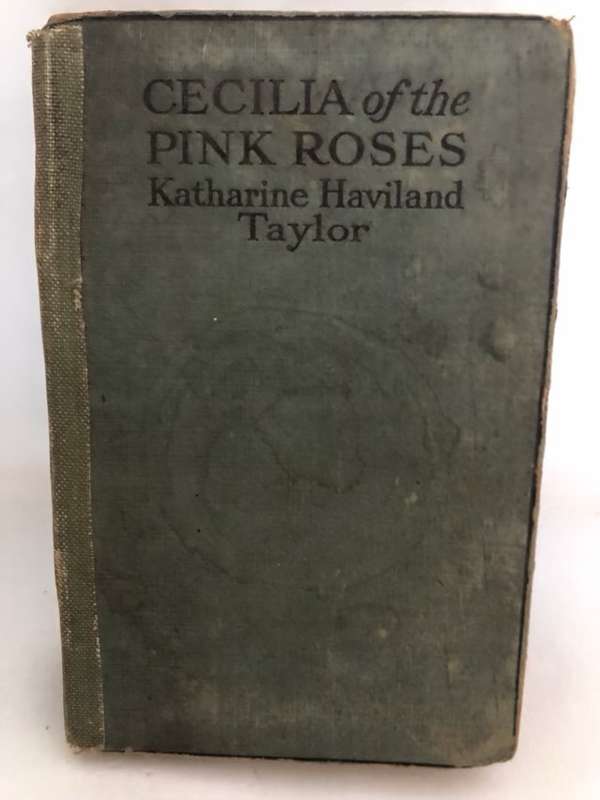 CECILIA of the
PINK ROSES
Katharine Haviland
Taylor